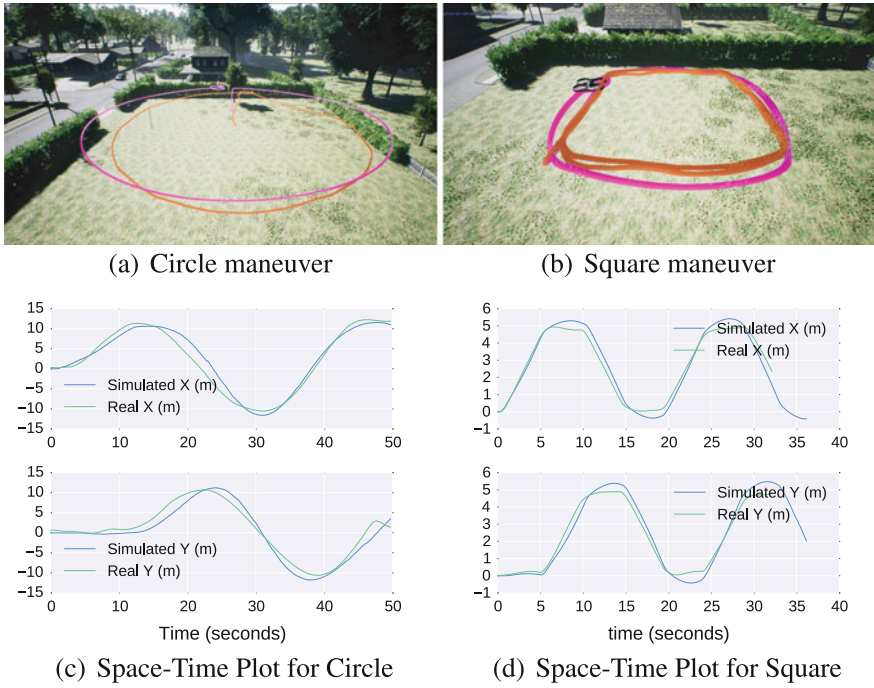 (a) Circle maneuver
(b) Square maneuver
15
10
5
0
−5
−10
−15
Simulated X (m)
Real X (m)
0 10 20 30 40 50
6
5
4
3
2
1
0
−1
Simulated X (m)
Real X (m)
0 5 10 15 20 25 30 35 40
15
10
5
0
−5
−10
−15
Simulated Y (m)
Real Y (m)
0 10 20 30 40 50
Time (seconds)
6
5
4
3
2
1
0
−1
Simulated Y (m)
Real Y (m)
0 5 10 15 20 25 30 35 40
time (seconds)
(c) Space-Time Plot for Circle
(d) Space-Time Plot for Square